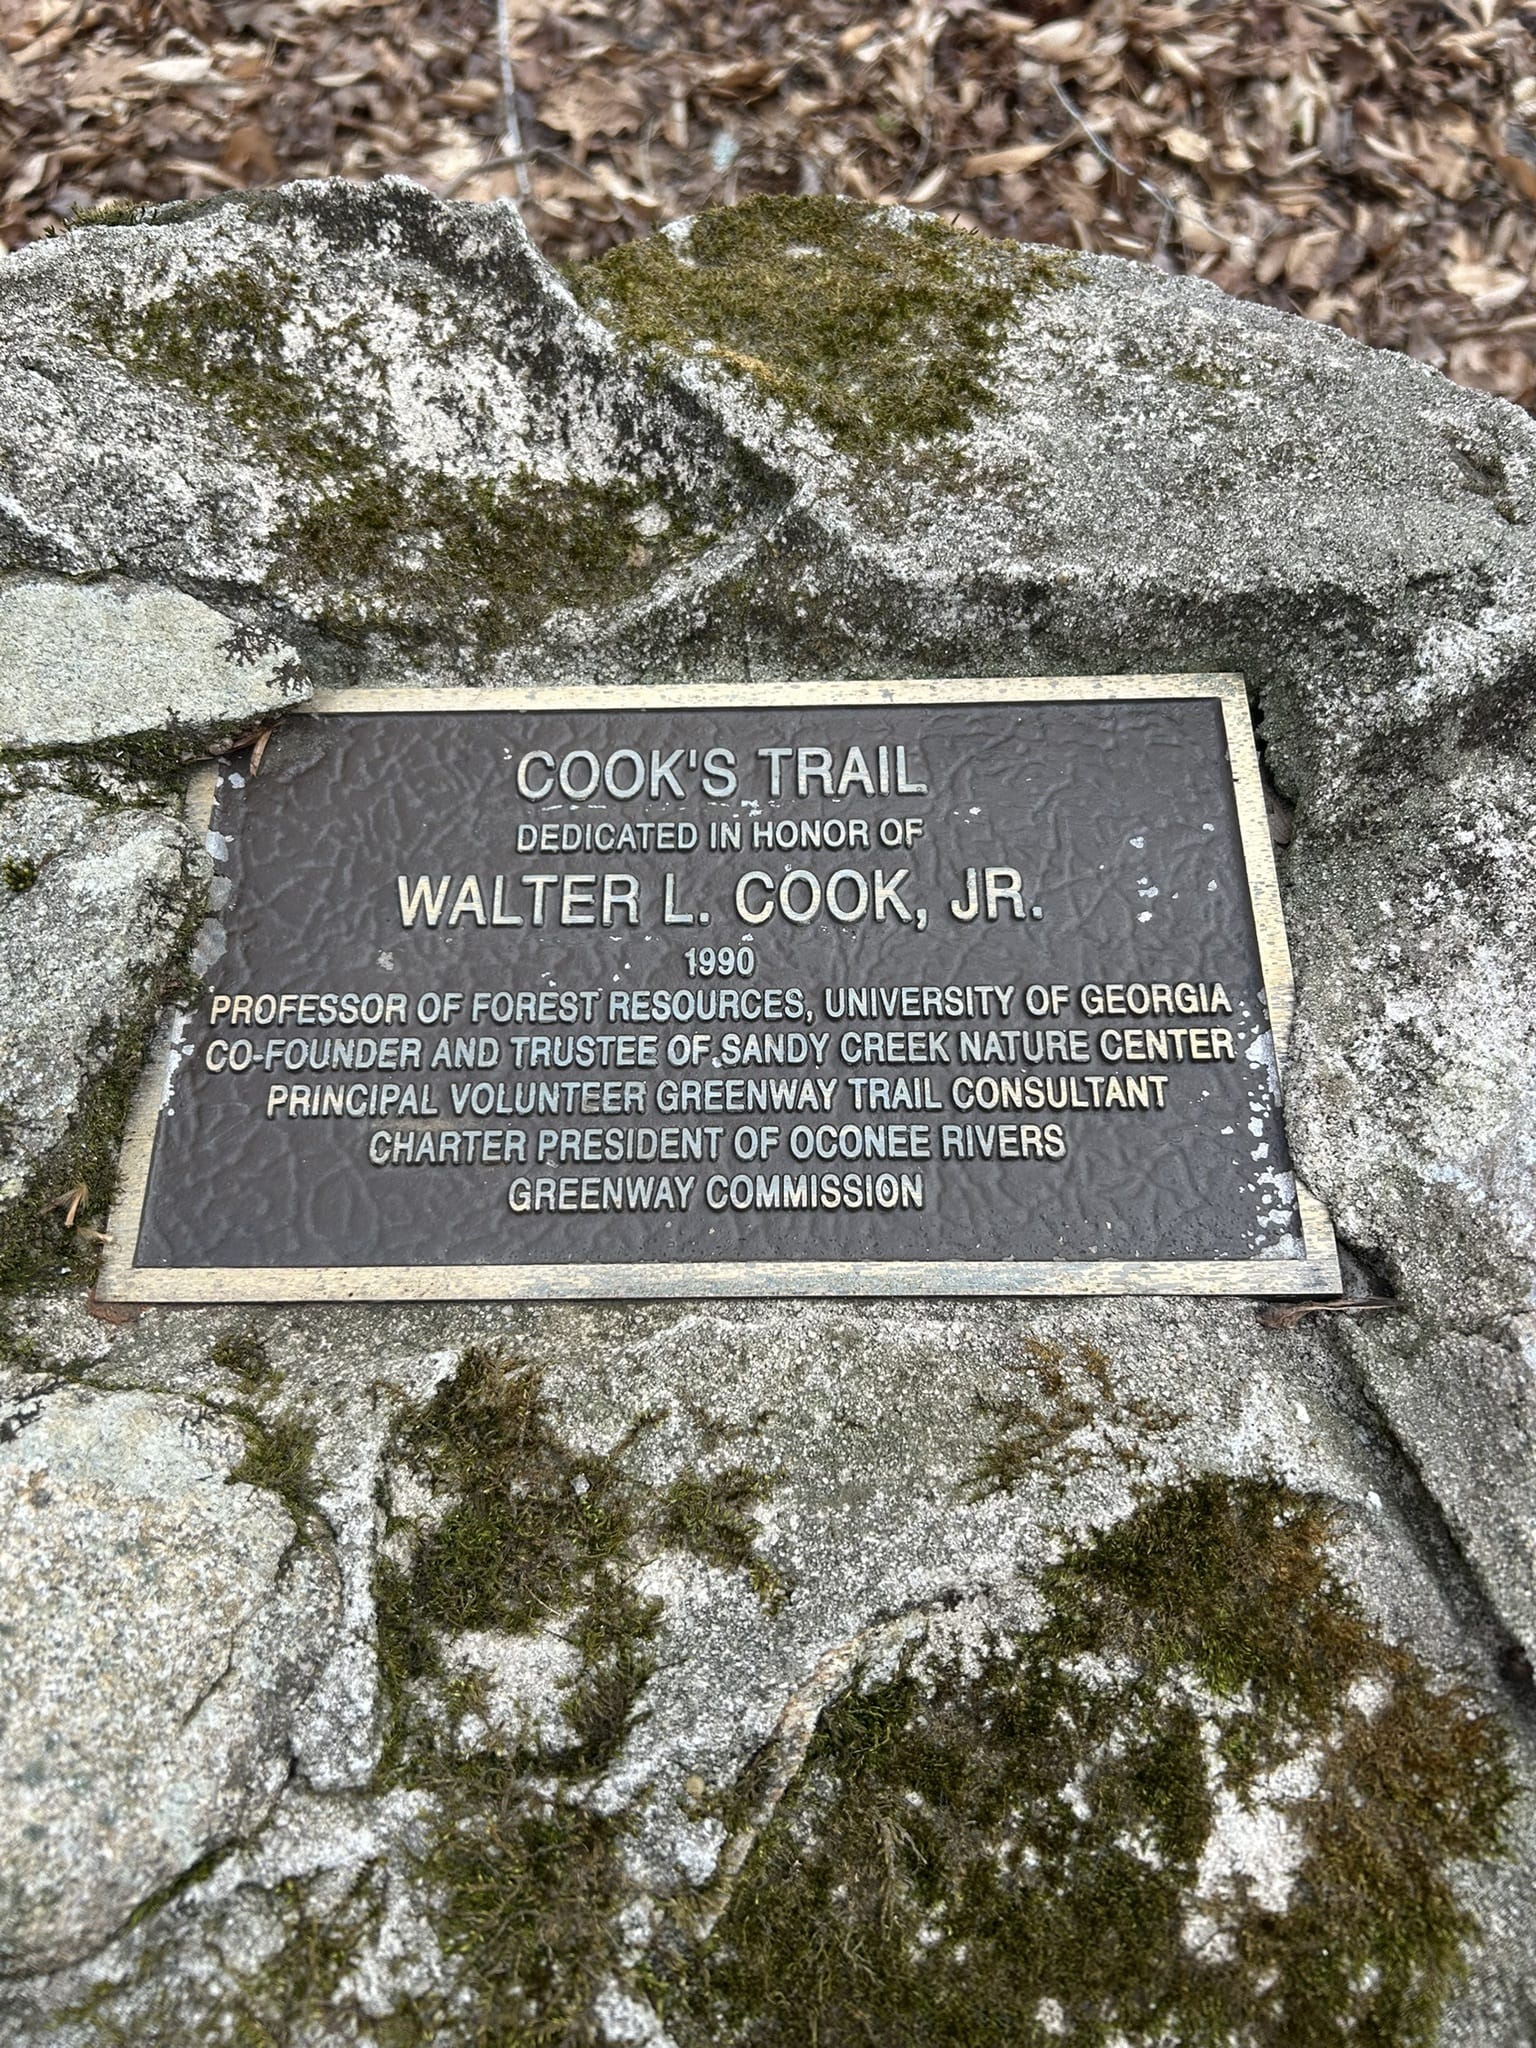 COOK'S TRAIL
DEDICATED IN HONOR OF
WALTER L. COOK, JR.
1990
PROFESSOR OF FOREST RESOURCES, UNIVERSITY OF GEORGIA
CO-FOUNDER AND TRUSTEE OF SANDY CREEK NATURE CENTER
PRINCIPAL VOLUNTEER GREENWAY TRAIL CONSULTANT
CHARTER PRESIDENT OF OCONEE RIVERS
GREENWAY COMMISSION